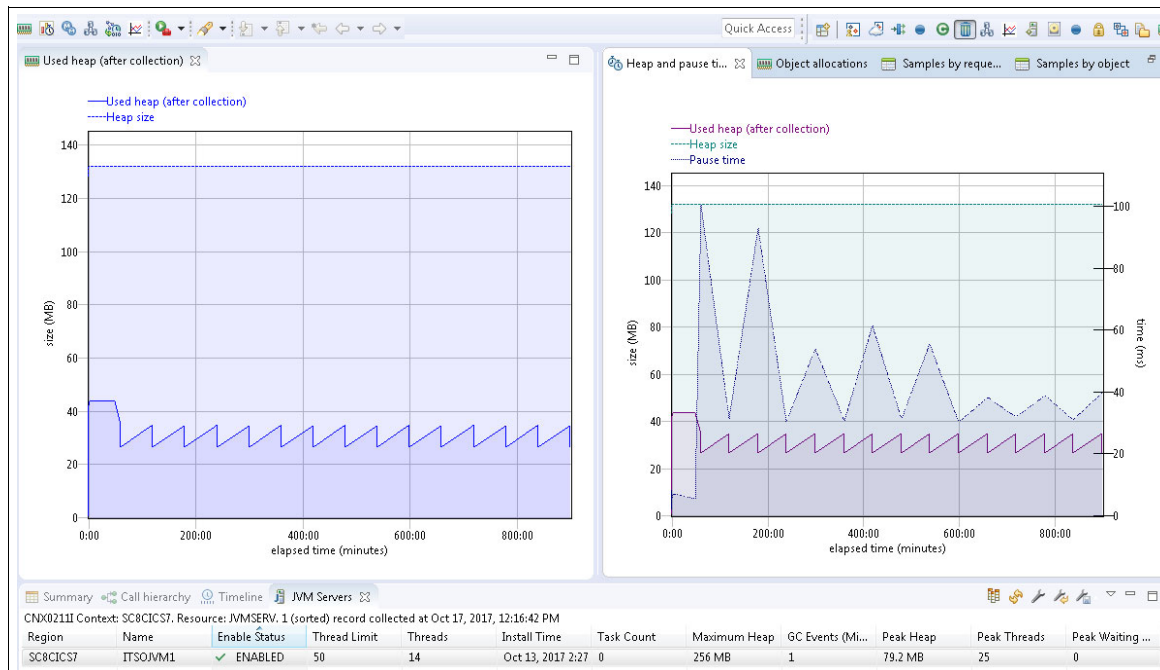 Quick Access
Used heap (after collection)
Heap and pause ti...
Object allocations
Samples by reque...
Samples by object
Used heap (after collection)
Heap size
140
120
100
80
60
40
20
0
size (MB)
0:00
200:00
400:00
600:00
800:00
elapsed time (minutes)
Used heap (after collection)
Heap size
Pause time
140
120
100
80
60
40
20
0
size (MB)
100
80
60
40
20
0
time (ms)
0:00
200:00
400:00
600:00
800:00
elapsed time (minutes)
Summary Call hierarchy Timeline JVM Servers
CNX0211I Context: SC8CICS7. Resource: JVMSERV. 1 (sorted) record collected at Oct 17, 2017, 12:16:42 PM
Region Name Enable Status Thread Limit Threads Install Time Task Count Maximum Heap GC Events (Mi... Peak Heap Peak Threads Peak Waiting ...
SC8CICS7 ITSOJVM1 ENABLED 50 14 Oct 13, 2017 2:27 0 256 MB 1 79.2 MB 25 0